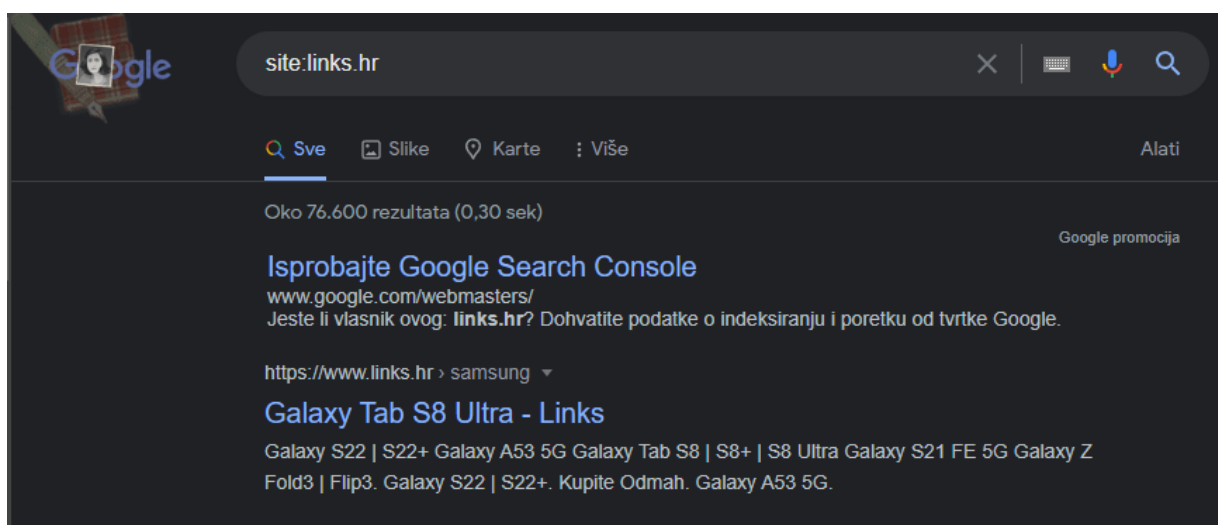 Google
site:links.hr
Sve Slike Karte Više Alati
Oko 76.600 rezultata (0,30 sek)
Google promocija
Isprobajte Google Search Console
www.google.com/webmasters/
Jeste li vlasnik ovog: links.hr? Dohvatite podatke o indeksiranju i poretku od tvrtke Google.
https://www.links.hr › samsung
Galaxy Tab S8 Ultra - Links
Galaxy S22 | S22+ Galaxy A53 5G Galaxy Tab S8 | S8+ | S8 Ultra Galaxy S21 FE 5G Galaxy Z
Fold3 | Flip3. Galaxy S22 | S22+. Kupite Odmah. Galaxy A53 5G.